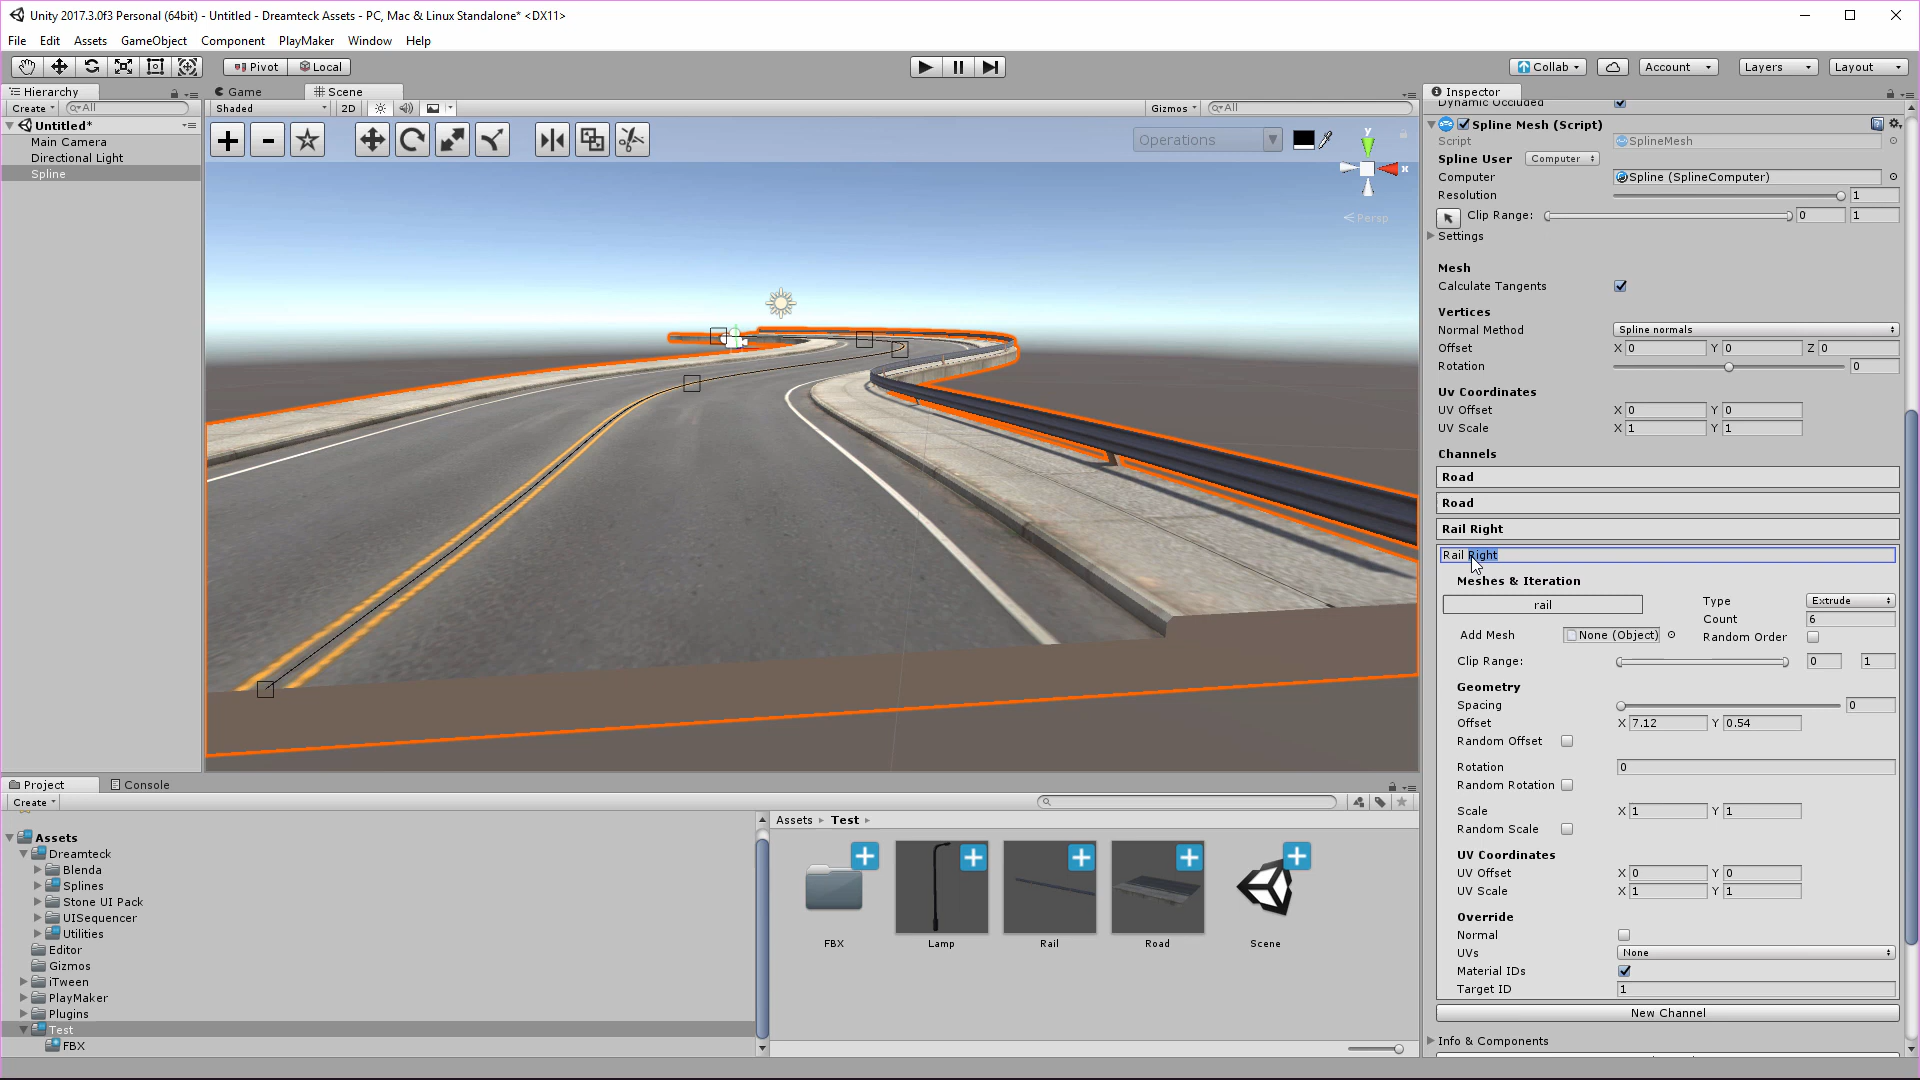 Unity 2017.3.0f3 Personal (64bit) - Untitled - Dreamteck Assets - PC, Mac & Linux Standalone* <DX11>
File Edit Assets GameObject Component PlayMaker Window Help
Pivot Local Collab Account Layers Layout
Hierarchy
Create All
Untitled*
Main Camera
Directional Light
Spline
Game Scene
Shaded 2D Gizmos All
Operations
y
x
Persp
Inspector
Dynamic Occluded
Spline Mesh (Script)
Script SplineMesh
Spline User Computer
Computer Spline (SplineComputer)
Resolution 1
Clip Range: 0 1
Settings
Mesh
Calculate Tangents
Vertices
Normal Method Spline normals
Offset X 0 Y 0 Z 0
Rotation 0
Uv Coordinates
UV Offset X 0 Y 0
UV Scale X 1 Y 1
Channels
Road
Road
Rail Right
Rail Right
Meshes & Iteration
rail Type Extrude
Count 6
Add Mesh None (Object) Random Order
Clip Range: 0 1
Geometry
Spacing 0
Offset X 7.12 Y 0.54
Random Offset
Rotation 0
Random Rotation
Scale X 1 Y 1
Random Scale
UV Coordinates
UV Offset X 0 Y 0
UV Scale X 1 Y 1
Override
Normal
UVs None
Material IDs
Target ID 1
New Channel
Info & Components
Project Console
Create
Assets
Dreamteck
Blenda
Splines
Stone UI Pack
UISequencer
Utilities
Editor
Gizmos
iTween
PlayMaker
Plugins
Test
FBX
Assets Test
FBX Lamp Rail Road Scene